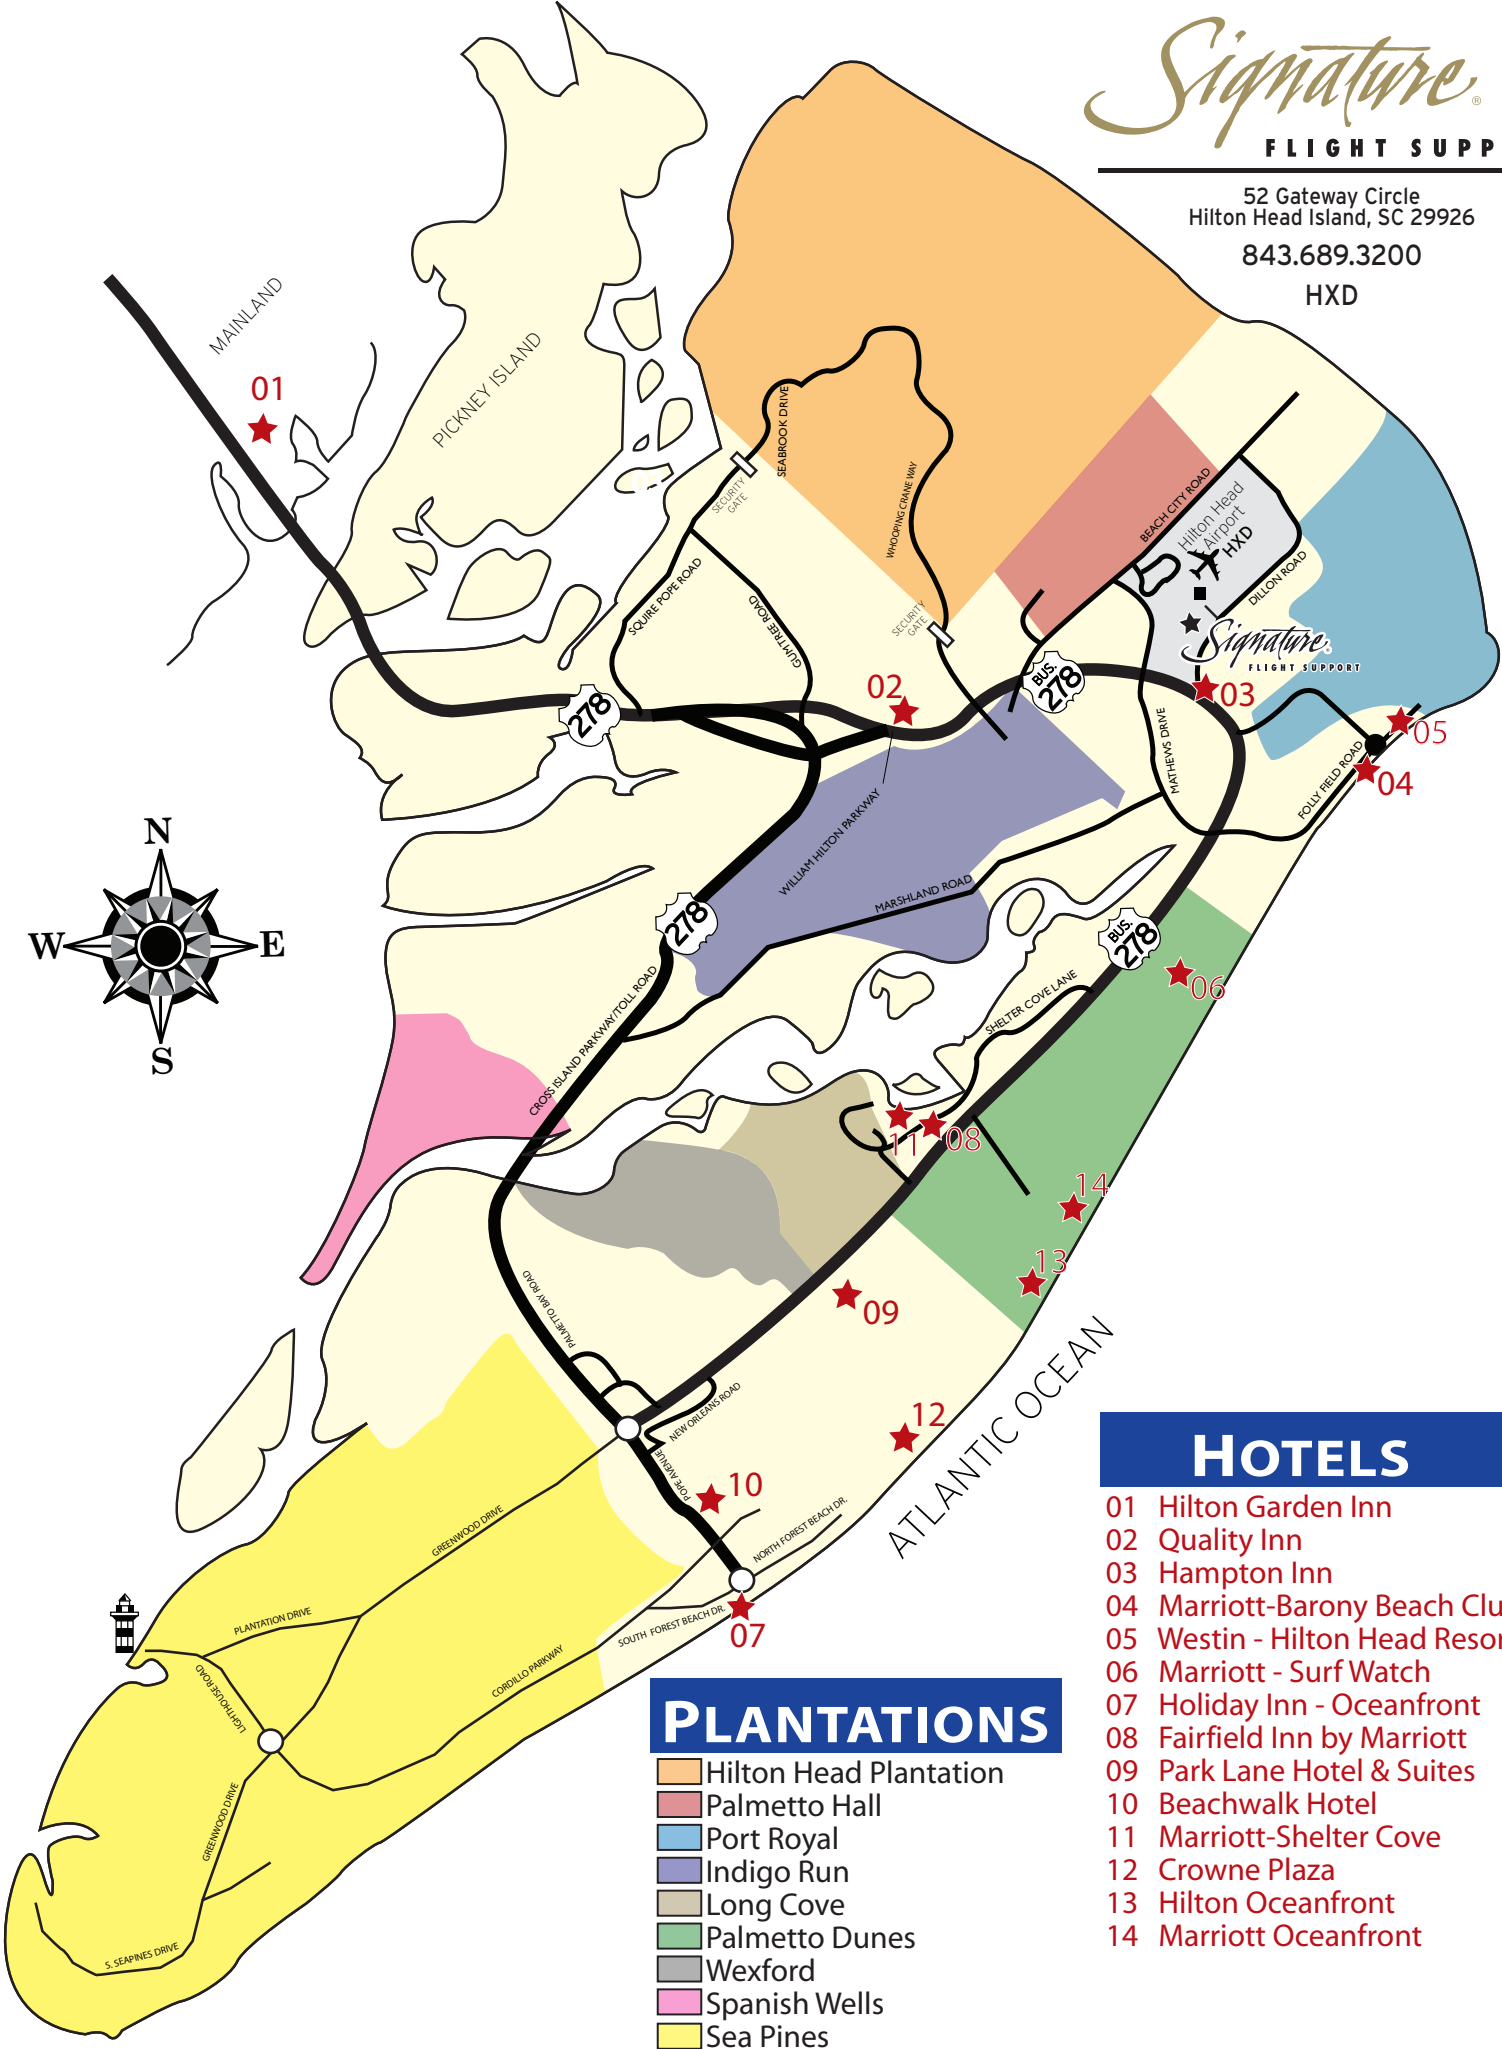 Signature®
FLIGHT SUPP
52 Gateway Circle
Hilton Head Island, SC 29926
843.689.3200
HXD
MAINLAND
01
PICKNEY ISLAND
SEABROOK DRIVE
SECURITY
GATE
WHOOPING CRANE WAY
BEACH CITY ROAD
Hilton Head
Airport
HXD
DILLON ROAD
SQUIRE POPE ROAD
GUMTREE ROAD
SECURITY
GATE
Signature
FLIGHT SUPPORT
278
02
BUS.
278
03
05
04
MATHEWS DRIVE
FOLLY FIELD ROAD
WILLIAM HILTON PARKWAY
MARSHLAND ROAD
278
N
W
E
S
BUS.
278
06
SHELTER COVE LANE
CROSS ISLAND PARKWAY/TOLL ROAD
11
08
14
13
09
PALMETTO BAY ROAD
ATLANTIC OCEAN
NEW ORLEANS ROAD
12
POPE AVENUE
10
GREENWOOD DRIVE
NORTH FOREST BEACH DR.
PLANTATION DRIVE
SOUTH FOREST BEACH DR.
07
LIGHTHOUSE ROAD
CORDILLO PARKWAY
GREENWOOD DRIVE
S. SEAPINES DRIVE
HOTELS
01 Hilton Garden Inn
02 Quality Inn
03 Hampton Inn
04 Marriott-Barony Beach Clu
05 Westin - Hilton Head Resor
06 Marriott - Surf Watch
07 Holiday Inn - Oceanfront
08 Fairfield Inn by Marriott
09 Park Lane Hotel & Suites
10 Beachwalk Hotel
11 Marriott-Shelter Cove
12 Crowne Plaza
13 Hilton Oceanfront
14 Marriott Oceanfront
PLANTATIONS
Hilton Head Plantation
Palmetto Hall
Port Royal
Indigo Run
Long Cove
Palmetto Dunes
Wexford
Spanish Wells
Sea Pines